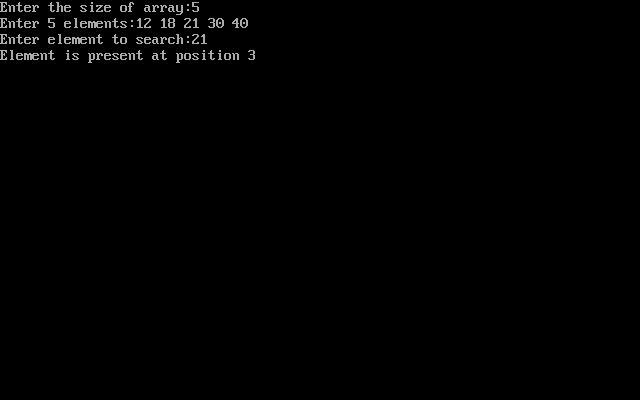 Enter the size of array:5
Enter 5 elements:12 18 21 30 40
Enter element to search:21
Element is present at position 3